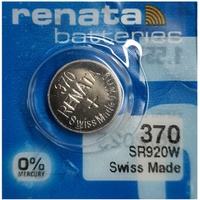 renata
batteries
370
RENATA
+
Swiss Made
370
SR920W
Swiss Made
0%
MERCURY